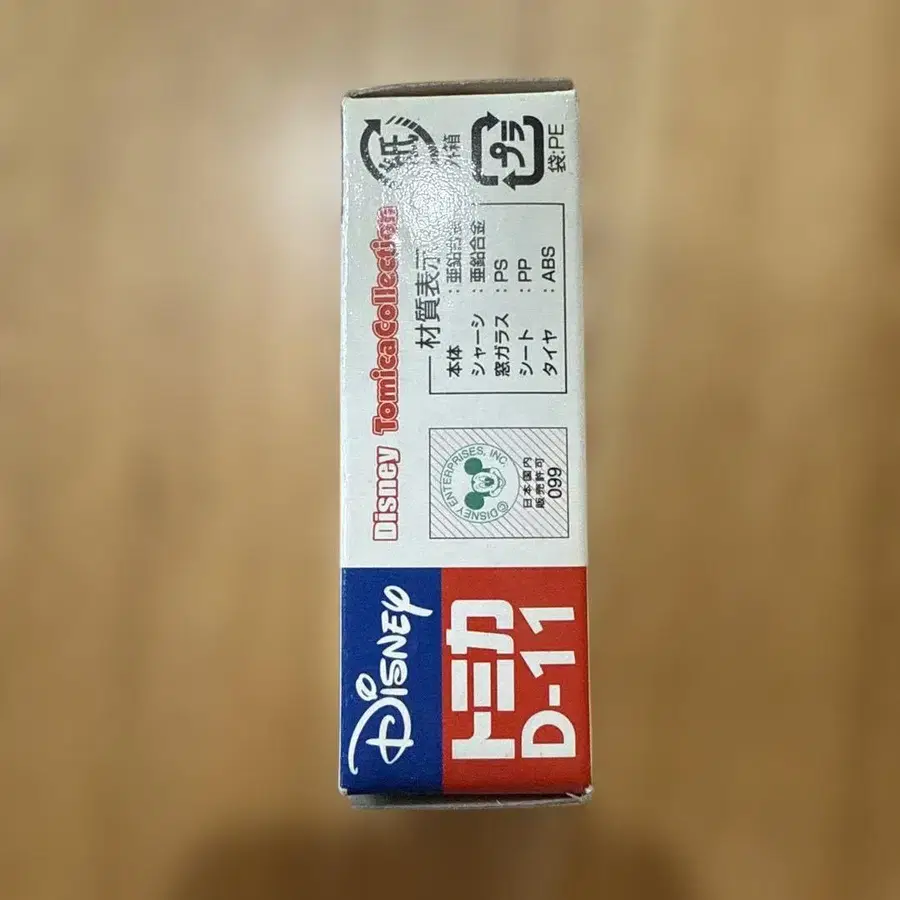 Disney
トミカ
D-11
Disney TomicaCollection
©DISNEY ENTERPRISES, INC.
日本国内
販売許可
099
材質表示
本体 : 亜鉛合金
シャーシ : 亜鉛合金
窓ガラス : PS
シート : PP
タイヤ : ABS
紙
外箱
プラ
袋:PE